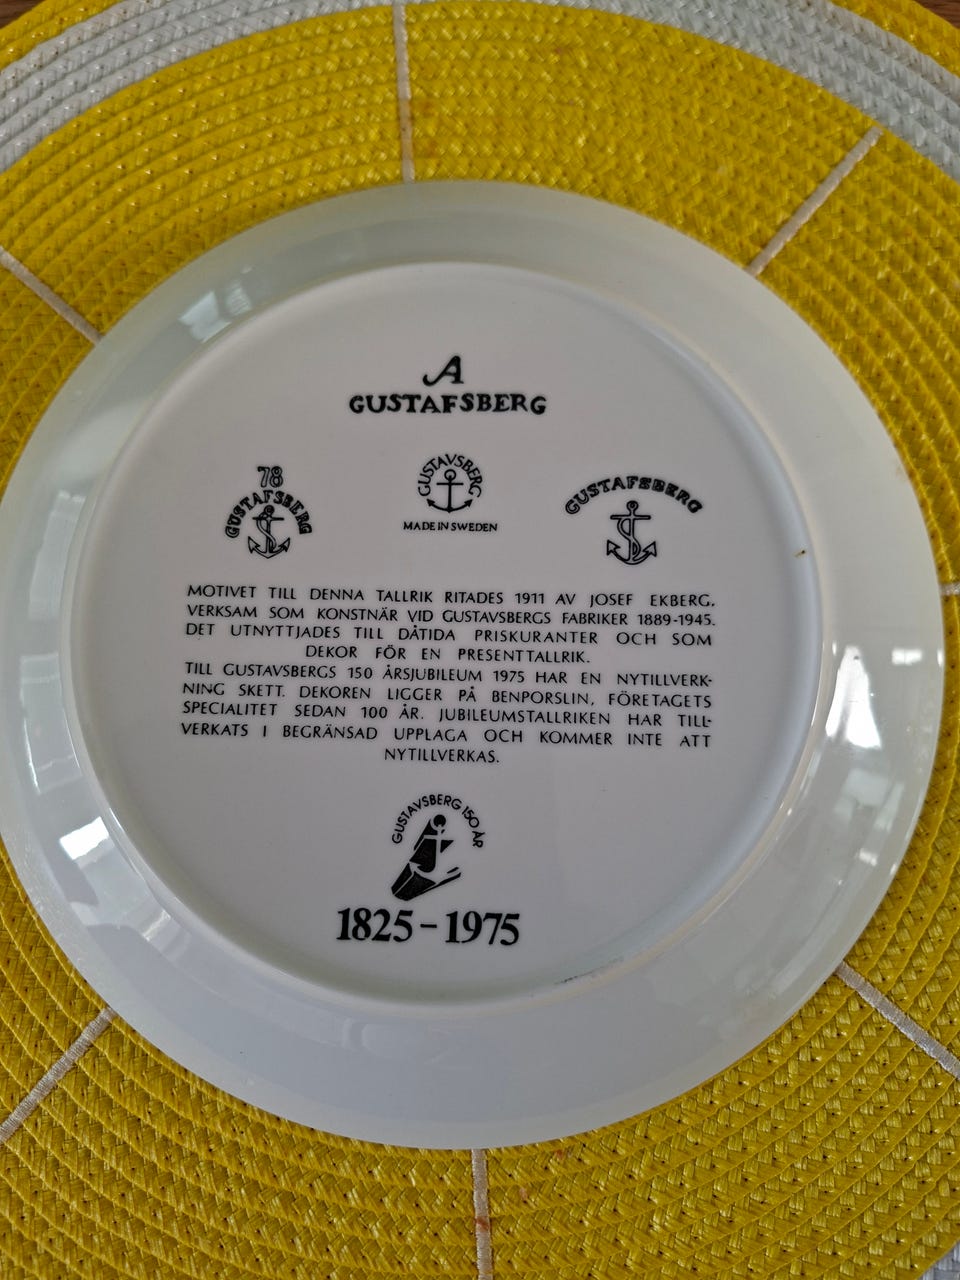 A
GUSTAFSBERG
78
GUSTAFSBERG
GUSTAVSBERG
MADE IN SWEDEN
GUSTAFSBERG
MOTIVET TILL DENNA TALLRIK RITADES 1911 AV JOSEF EKBERG,
VERKSAM SOM KONSTNÄR VID GUSTAVSBERGS FABRIKER 1889-1945.
DET UTNYTTJADES TILL DÅTIDA PRISKURANTER OCH SOM
DEKOR FÖR EN PRESENTTALLRIK.
TILL GUSTAVSBERGS 150 ÅRSJUBILEUM 1975 HAR EN NYTILLVERK-
NING SKETT. DEKOREN LIGGER PÅ BENPORSLIN, FÖRETAGETS
SPECIALITET SEDAN 100 ÅR. JUBILEUMSTALLRIKEN HAR TILL-
VERKATS I BEGRÄNSAD UPPLAGA OCH KOMMER INTE ATT
NYTILLVERKAS.
GUSTAVSBERG 150 ÅR
1825-1975